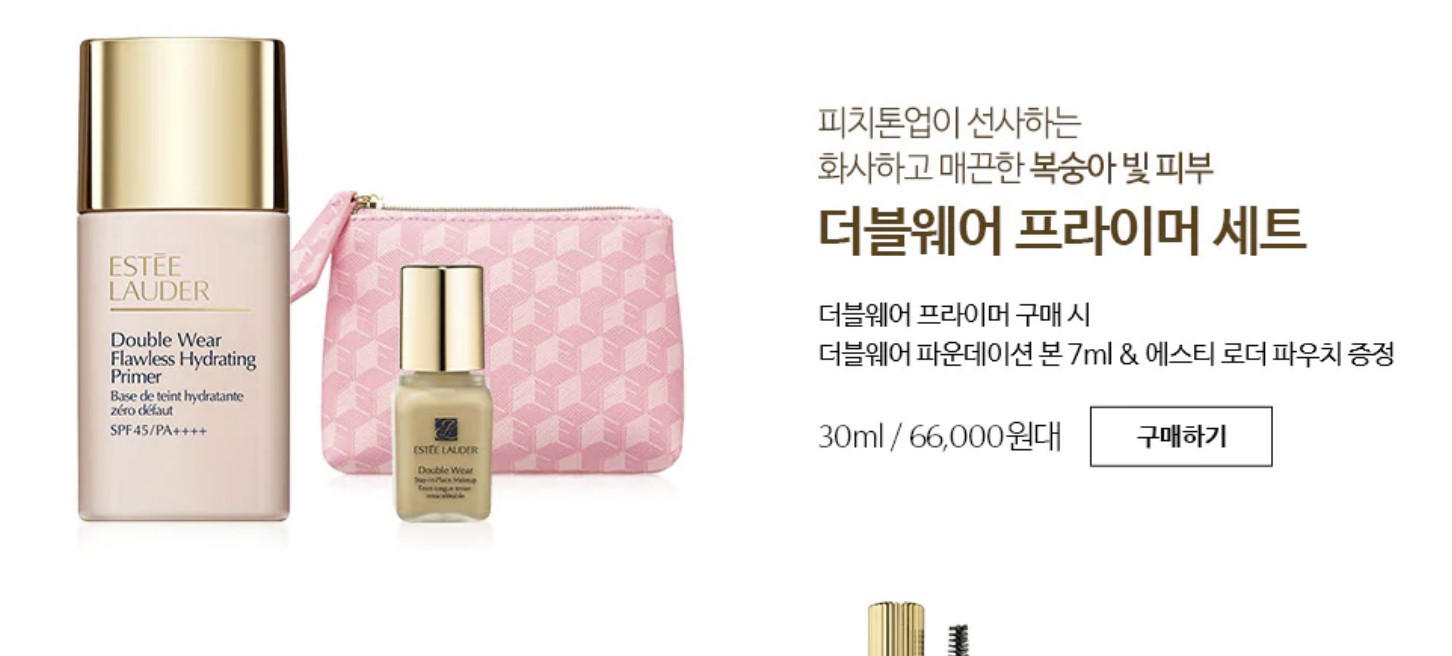 피치톤업이 선사하는
화사하고 매끈한 복숭아 빛 피부
더블웨어 프라이머 세트
더블웨어 프라이머 구매 시
더블웨어 파운데이션 본 7ml & 에스티 로더 파우치 증정
30ml / 66,000원대
구매하기
ESTĒE
LAUDER
Double Wear
Flawless Hydrating
Primer
Base de teint hydratante
zéro défaut
SPF45/PA++++
ESTĒE LAUDER
Double Wear
Stay-in-Place Makeup